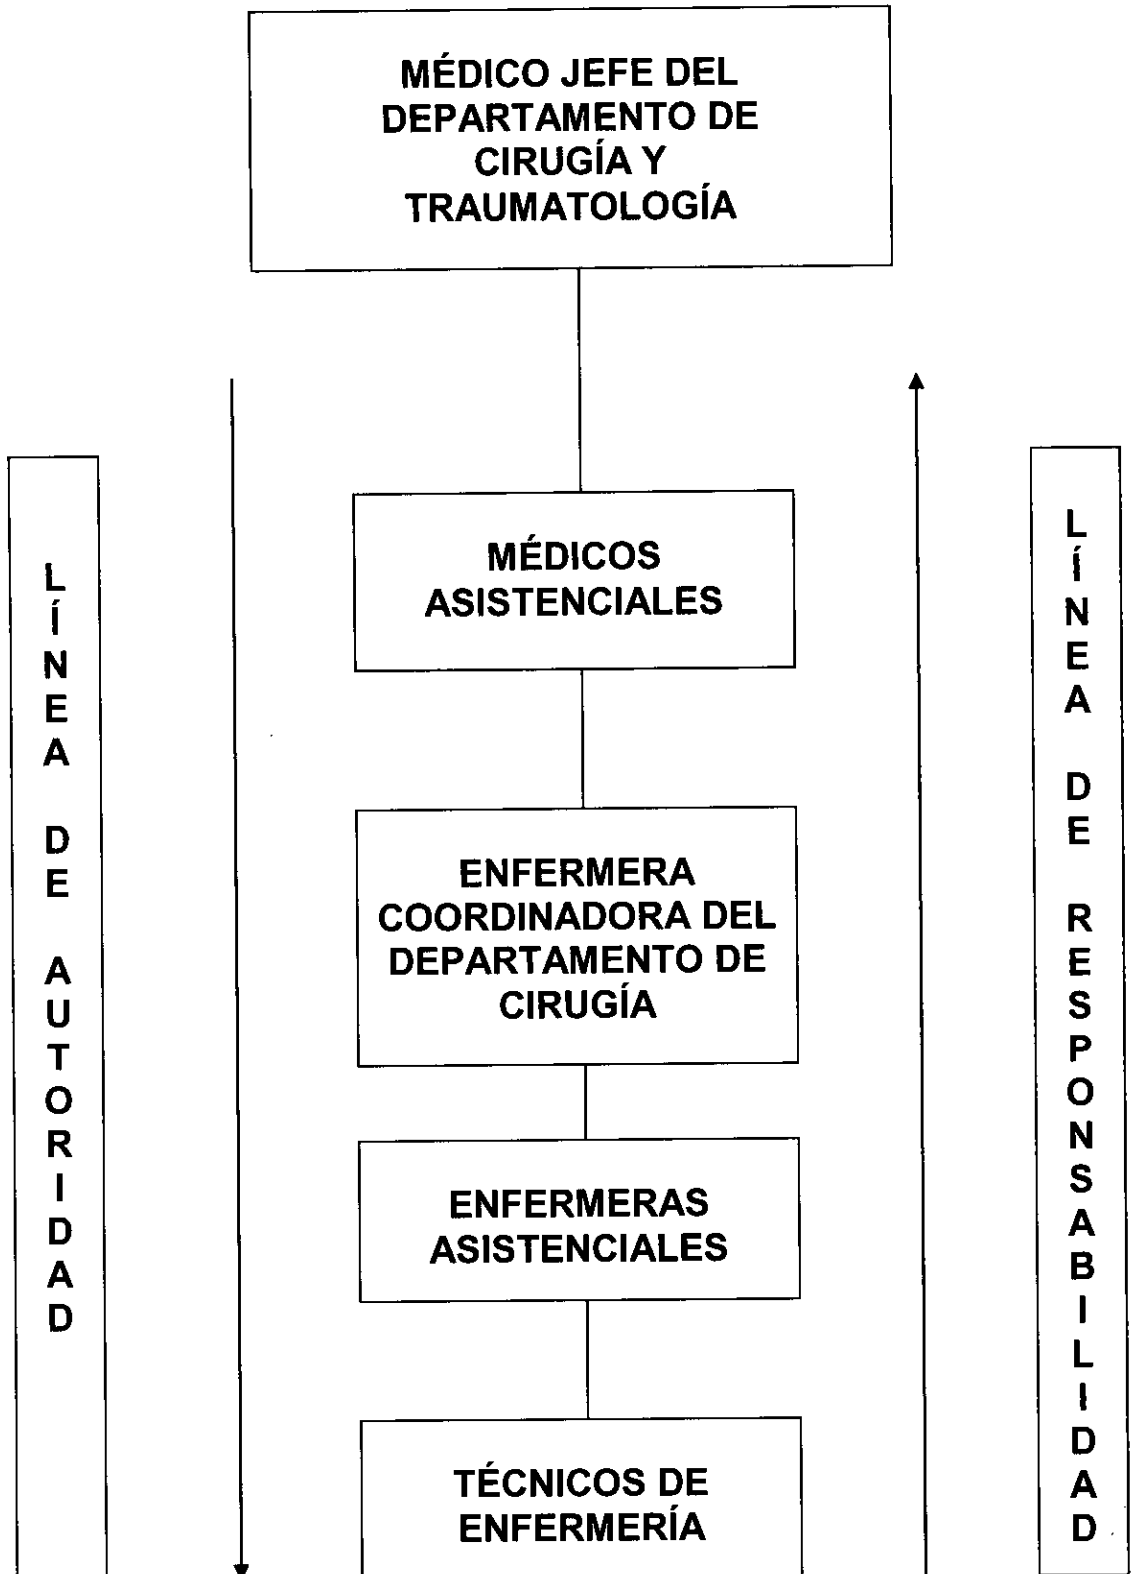 MÉDICO JEFE DEL
DEPARTAMENTO DE
CIRUGÍA Y
TRAUMATOLOGÍA
MÉDICOS
ASISTENCIALES
ENFERMERA
COORDINADORA DEL
DEPARTAMENTO DE
CIRUGÍA
ENFERMERAS
ASISTENCIALES
TÉCNICOS DE
ENFERMERÍA
LÍNEA DE AUTORIDAD
LÍNEA DE RESPONSABILIDAD